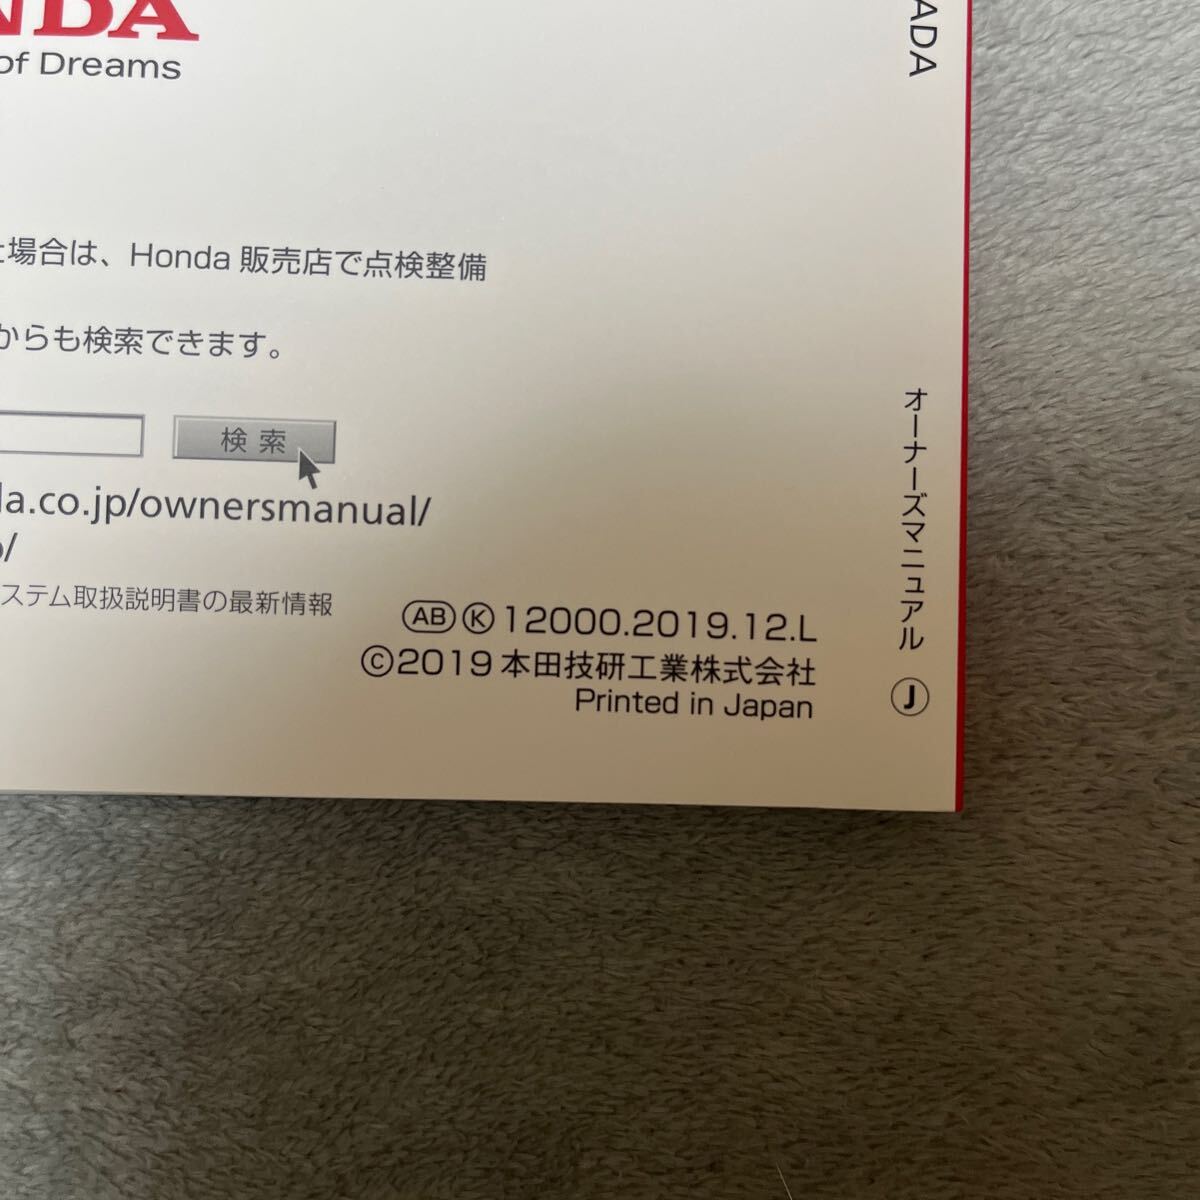 NDA
of Dreams
場合は、Honda 販売店で点検整備
からも検索できます。
検索
da.co.jp/ownersmanual/
/
ステム取扱説明書の最新情報
AB K 12000.2019.12.L
©2019 本田技研工業株式会社
Printed in Japan
ADA
オーナーズマニュアル J